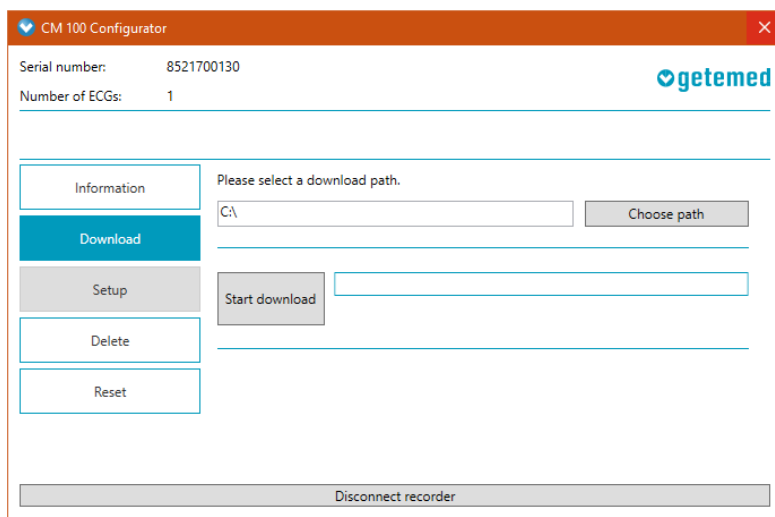 CM 100 Configurator
Serial number: 8521700130
getemed
Number of ECGs: 1
Information
Please select a download path.
C:\
Choose path
Download
Setup
Start download
Delete
Reset
Disconnect recorder